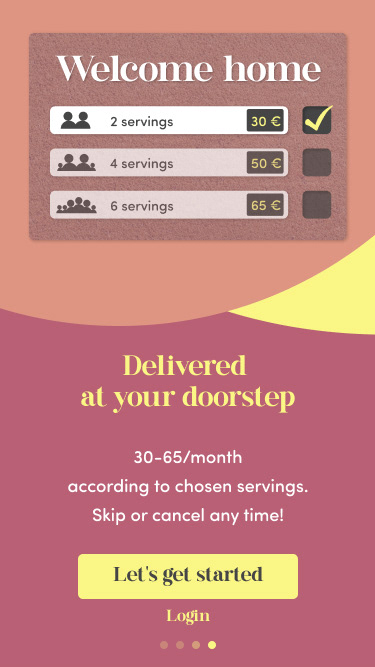 Welcome home
2 servings 30 €
4 servings 50 €
6 servings 65 €
Delivered
at your doorstep
30-65/month
according to chosen servings.
Skip or cancel any time!
Let's get started
Login